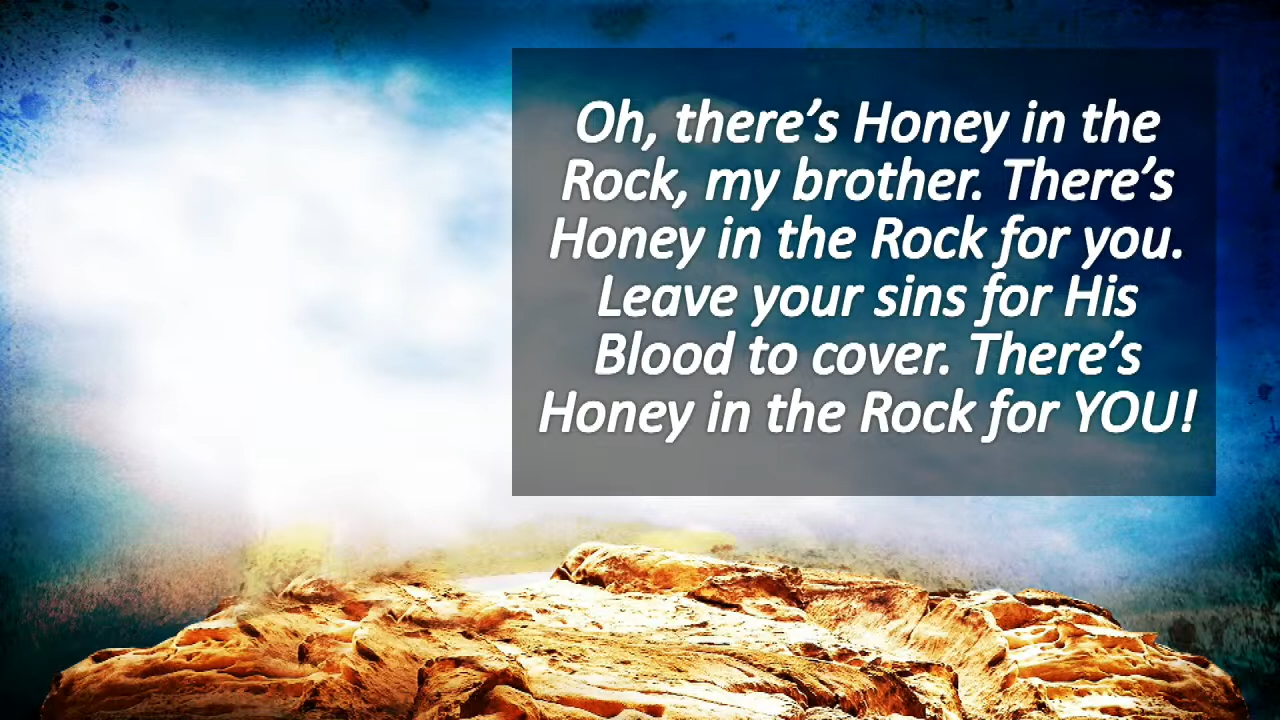 Oh, there’s Honey in the
Rock, my brother. There’s
Honey in the Rock for you.
Leave your sins for His
Blood to cover. There’s
Honey in the Rock for YOU!